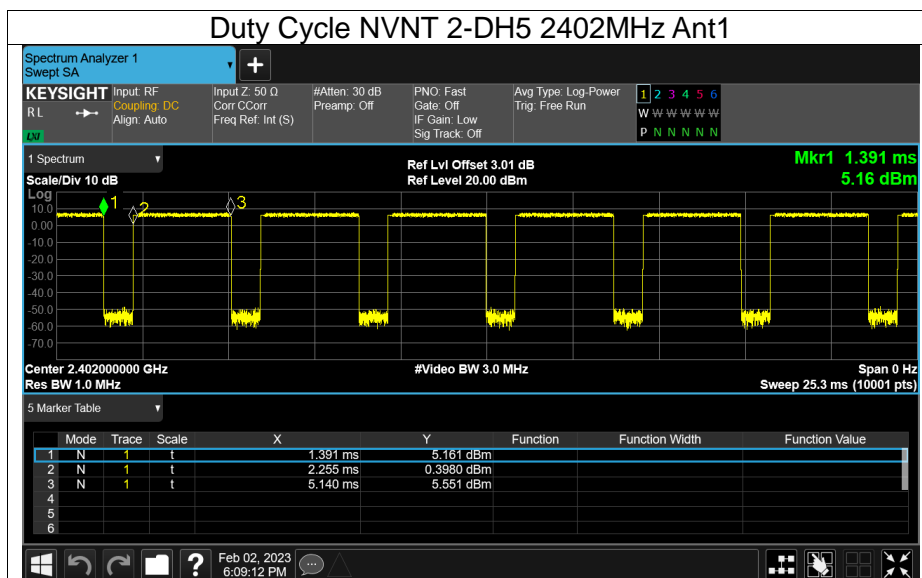 Duty Cycle NVNT 2-DH5 2402MHz Ant1
Spectrum Analyzer 1
Swept SA
+
KEYSIGHT
RL
LXI
Input: RF
Coupling: DC
Align: Auto
Input Z: 50 Ω
Corr CCorr
Freq Ref: Int (S)
#Atten: 30 dB
Preamp: Off
PNO: Fast
Gate: Off
IF Gain: Low
Sig Track: Off
Avg Type: Log-Power
Trig: Free Run
1 2 3 4 5 6
W W W W W W
P N N N N N
1 Spectrum
Scale/Div 10 dB
Ref Lvl Offset 3.01 dB
Ref Level 20.00 dBm
Mkr1 1.391 ms
5.16 dBm
Log
10.0
0.00
-10.0
-20.0
-30.0
-40.0
-50.0
-60.0
-70.0
1
2
3
Center 2.402000000 GHz
#Video BW 3.0 MHz
Span 0 Hz
Res BW 1.0 MHz
Sweep 25.3 ms (10001 pts)
5 Marker Table
Mode Trace Scale X Y Function Function Width Function Value
1 N 1 t 1.391 ms 5.161 dBm
2 N 1 t 2.255 ms 0.3980 dBm
3 N 1 t 5.140 ms 5.551 dBm
4
5
6
?
Feb 02, 2023
6:09:12 PM